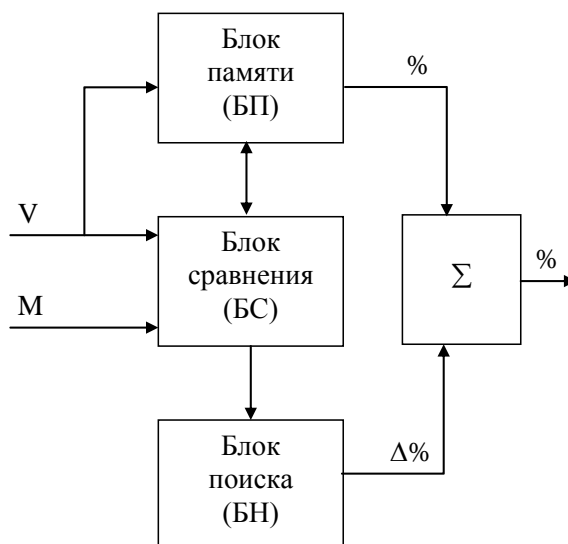 Блок
памяти
(БП)
%
V
Блок
сравнения
(БС)
Σ
%
M
Блок
поиска
(БН)
Δ%